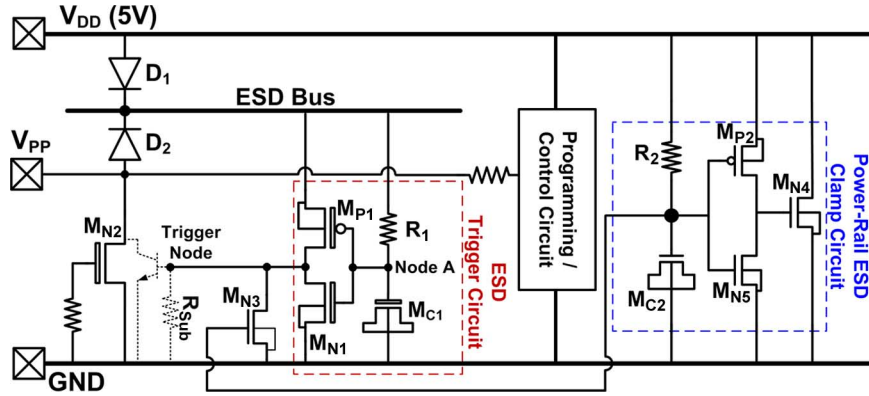 VDD (5V)
D1
ESD Bus
D2
VPP
MN2
Trigger
Node
RSub
MN3
MP1
R1
Node A
MN1
MC1
ESD
Trigger Circuit
Programming /
Control Circuit
R2
MP2
MN4
MC2
MN5
Power-Rail ESD
Clamp Circuit
GND